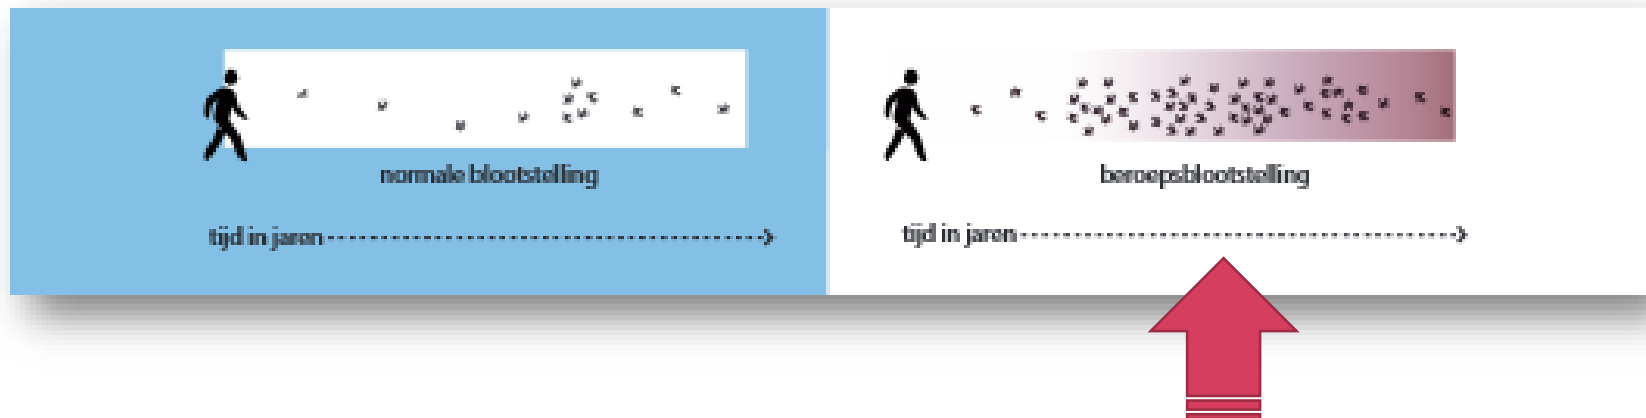 normale blootstelling
tijd in jaren
beroepsblootstelling
tijd in jaren